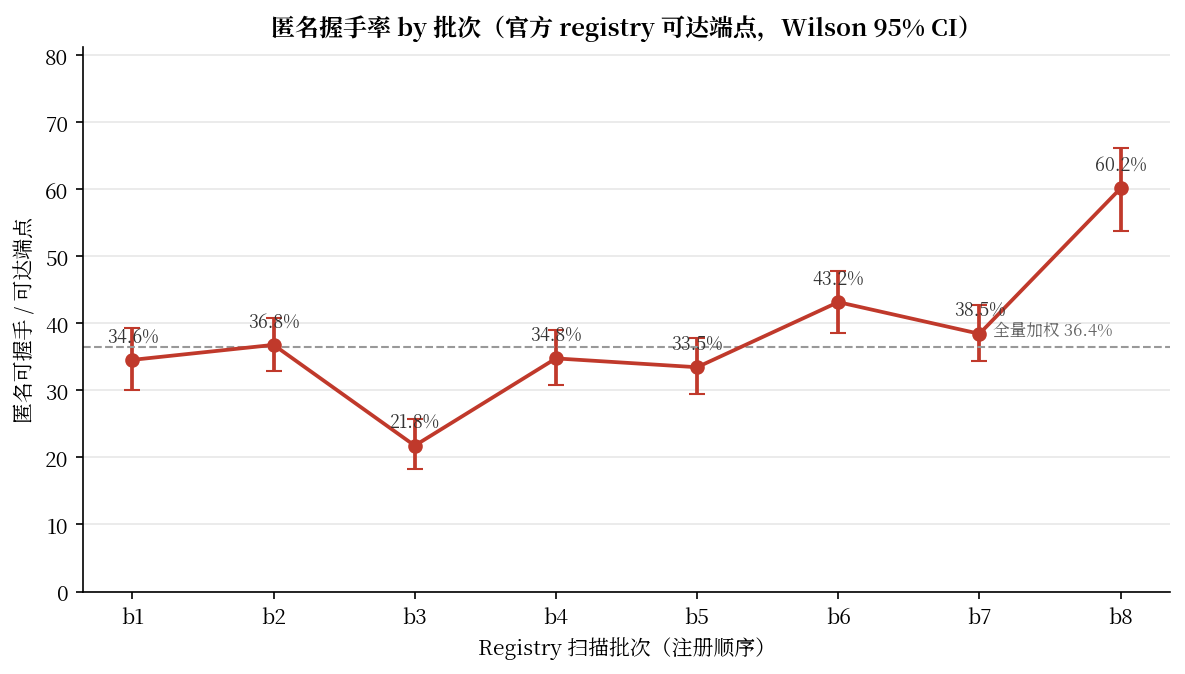 匿名握手率 by 批次（官方 registry 可达端点，Wilson 95% CI）
匿名可握手 / 可达端点
80
70
60
50
40
30
20
10
0
34.6%
36.8%
21.8%
34.8%
33.5%
43.2%
38.5%
60.2%
全量加权 36.4%
b1
b2
b3
b4
b5
b6
b7
b8
Registry 扫描批次（注册顺序）